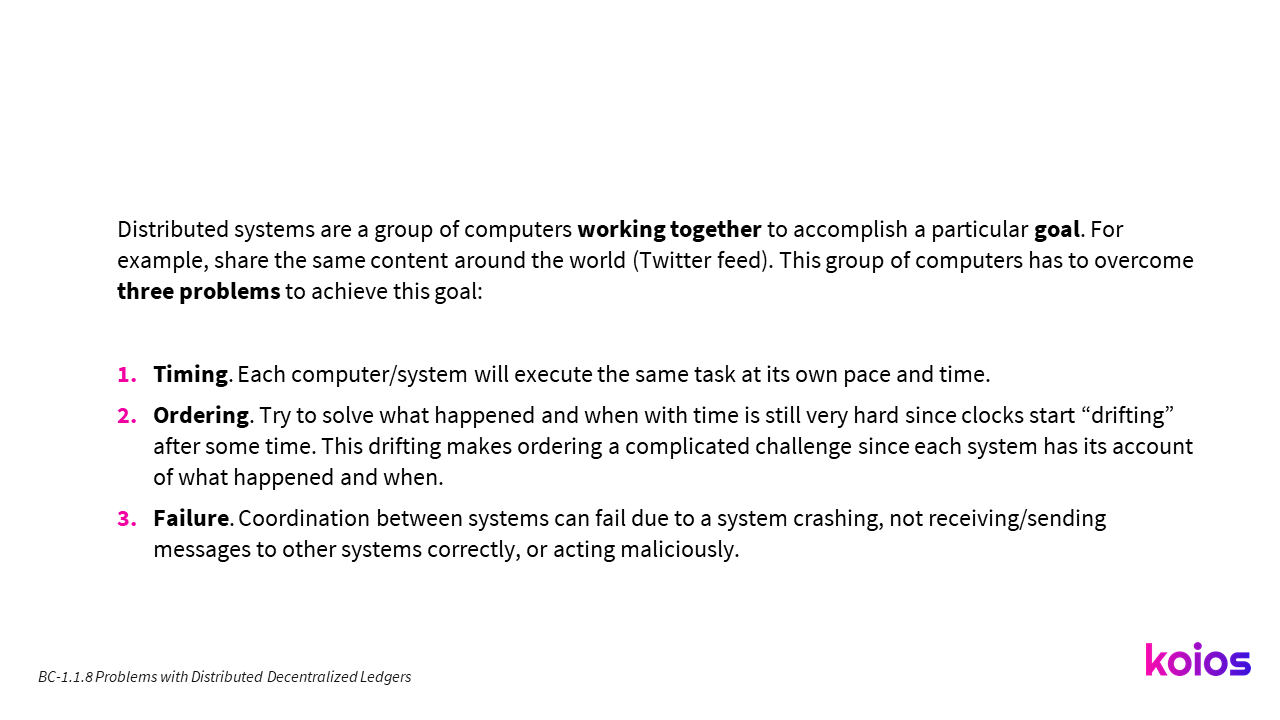 Distributed systems are a group of computers working together to accomplish a particular goal. For
example, share the same content around the world (Twitter feed). This group of computers has to overcome
three problems to achieve this goal:
1. Timing. Each computer/system will execute the same task at its own pace and time.
2. Ordering. Try to solve what happened and when with time is still very hard since clocks start “drifting”
after some time. This drifting makes ordering a complicated challenge since each system has its account
of what happened and when.
3. Failure. Coordination between systems can fail due to a system crashing, not receiving/sending
messages to other systems correctly, or acting maliciously.
BC-1.1.8 Problems with Distributed Decentralized Ledgers
koios